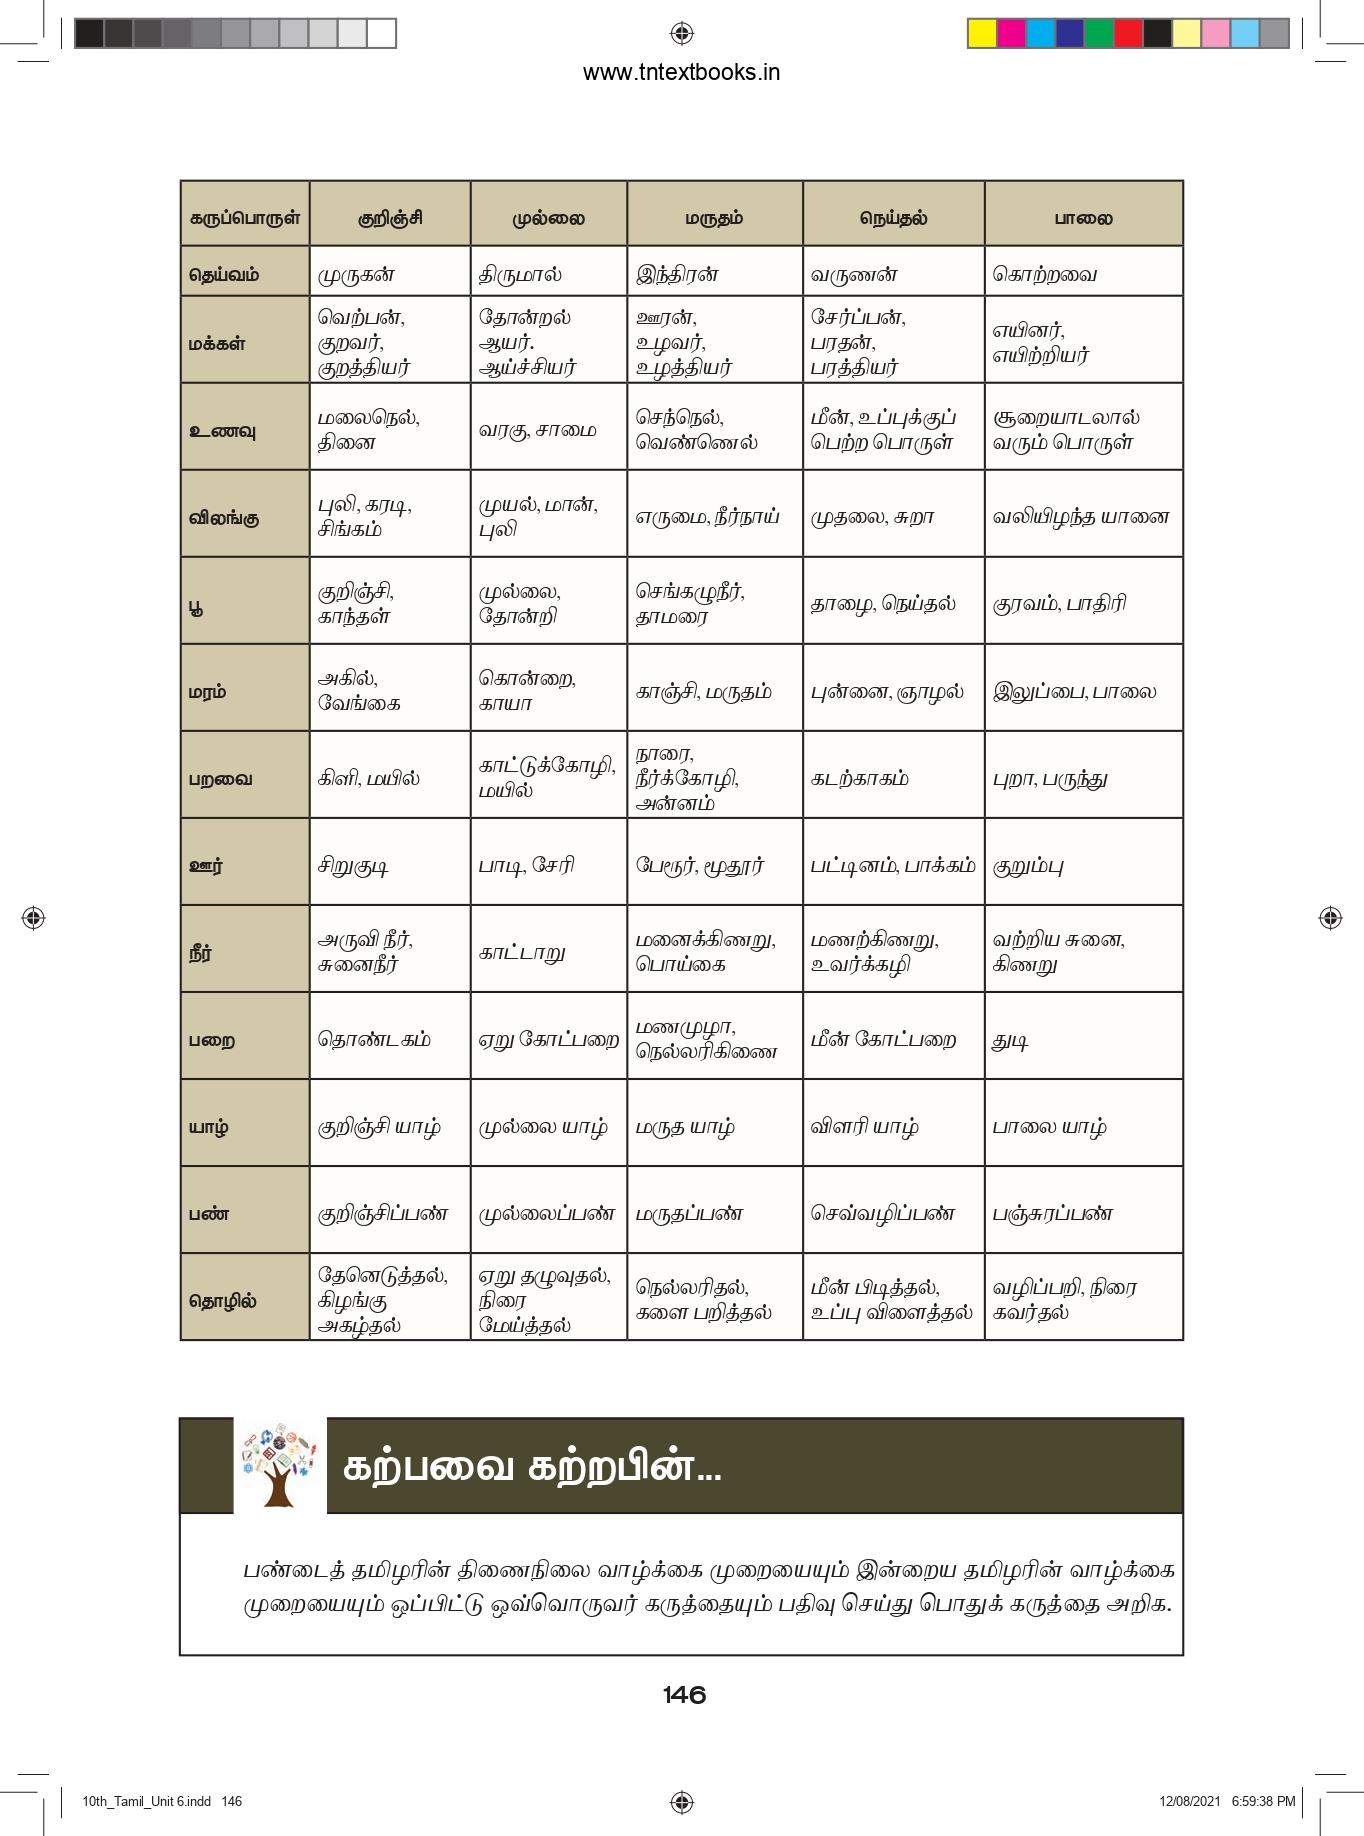 www.tntextbooks.in
கருப்பொருள் குறிஞ்சி முல்லை மருதம் நெய்தல் பாலை
தெய்வம் முருகன் திருமால் இந்திரன் வருணன் கொற்றவை
மக்கள் வெற்பன், குறவர், குறத்தியர் தோன்றல் ஆயர். ஆய்ச்சியர் ஊரன், உழவர், உழத்தியர் சேர்ப்பன், பரதன், பரத்தியர் எயினர், எயிற்றியர்
உணவு மலைநெல், தினை வரகு, சாமை செந்நெல், வெண்ணெல் மீன், உப்புக்குப் பெற்ற பொருள் சூறையாடலால் வரும் பொருள்
விலங்கு புலி, கரடி, சிங்கம் முயல், மான், புலி எருமை, நீர்நாய் முதலை, சுறா வலியிழந்த யானை
பூ குறிஞ்சி, காந்தள் முல்லை, தோன்றி செங்கழுநீர், தாமரை தாழை, நெய்தல் குரவம், பாதிரி
மரம் அகில், வேங்கை கொன்றை, காயா காஞ்சி, மருதம் புன்னை, ஞாழல் இலுப்பை, பாலை
பறவை கிளி, மயில் காட்டுக்கோழி, மயில் நாரை, நீர்க்கோழி, அன்னம் கடற்காகம் புறா, பருந்து
ஊர் சிறுகுடி பாடி, சேரி பேரூர், மூதூர் பட்டினம், பாக்கம் குறும்பு
நீர் அருவி நீர், சுனைநீர் காட்டாறு மனைக்கிணறு, பொய்கை மணற்கிணறு, உவர்க்கழி வற்றிய சுனை, கிணறு
பறை தொண்டகம் ஏறு கோட்பறை மணமுழா, நெல்லரிகிணை மீன் கோட்பறை துடி
யாழ் குறிஞ்சி யாழ் முல்லை யாழ் மருத யாழ் விளரி யாழ் பாலை யாழ்
பண் குறிஞ்சிப்பண் முல்லைப்பண் மருதப்பண் செவ்வழிப்பண் பஞ்சுரப்பண்
தொழில் தேனெடுத்தல், கிழங்கு அகழ்தல் ஏறு தழுவுதல், நிரை மேய்த்தல் நெல்லரிதல், களை பறித்தல் மீன் பிடித்தல், உப்பு விளைத்தல் வழிப்பறி, நிரை கவர்தல்
கற்பவை கற்றபின்...
பண்டைத் தமிழரின் திணைநிலை வாழ்க்கை முறையையும் இன்றைய தமிழரின் வாழ்க்கை
முறையையும் ஒப்பிட்டு ஒவ்வொருவர் கருத்தையும் பதிவு செய்து பொதுக் கருத்தை அறிக.
146
10th_Tamil_Unit 6.indd 146
12/08/2021 6:59:38 PM